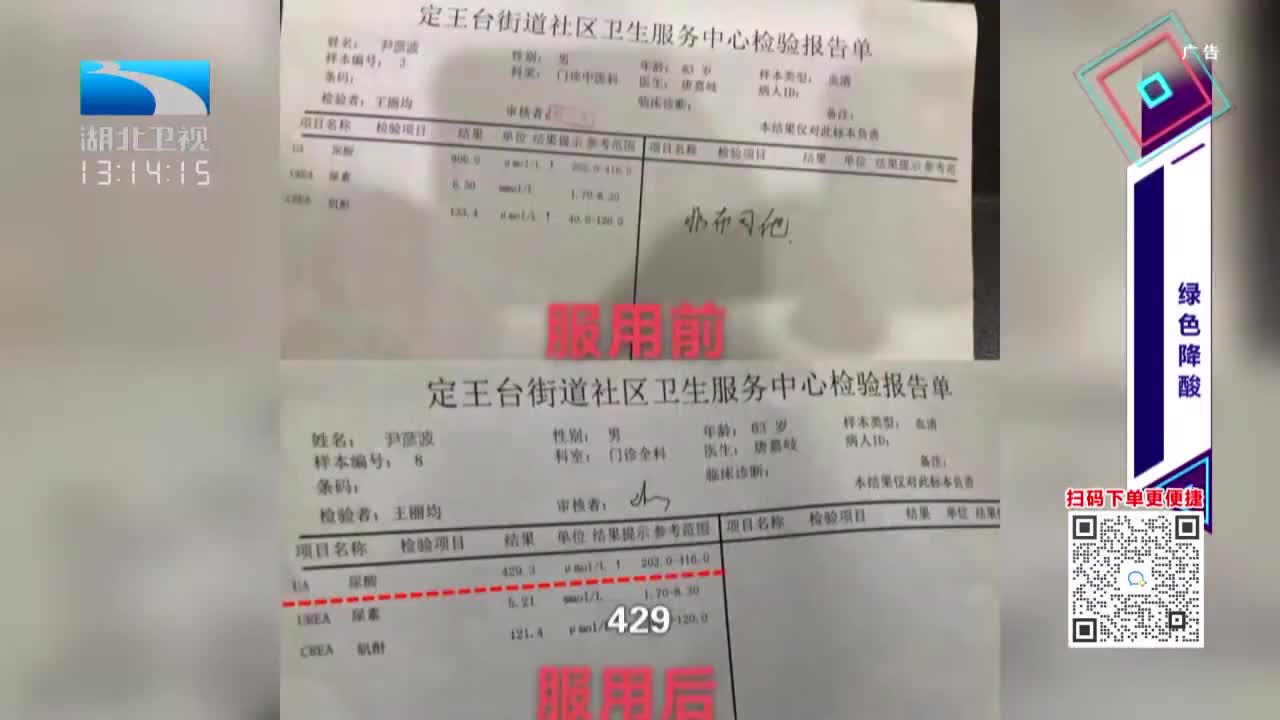 定王台街道社区卫生服务中心检验报告单
姓名： 尹彦波 性别： 男 年龄： 63 岁 样本类型： 血清
样本编号： 3 科室： 门诊中医科 医生： 唐嘉岐 病人ID：
条码： 临床诊断： 备注：
检验者：王丽均 审核者： 本结果仅对此标本负责
项目名称 检验项目 结果 单位 结果提示 参考范围 项目名称 检验项目 结果 单位 结果提示 参考范
UA 尿酸 μmol/L ↑ 202.0-416.0
UREA 尿素 6.30 mmol/L 1.70-8.30
CREA 肌酐 133.4 μmol/L ↑ 40.0-120.0
服用前
定王台街道社区卫生服务中心检验报告单
姓名： 尹彦波 性别： 男 年龄： 63 岁 样本类型： 血清
样本编号： 8 科室： 门诊全科 医生： 唐嘉岐 病人ID：
条码： 临床诊断： 备注：
检验者：王丽均 审核者： 本结果仅对此标本负责
项目名称 检验项目 结果 单位 结果提示 参考范围 项目名称 检验项目 结果 单位 结果
UA 尿酸 429.3 μmol/L ↑ 202.0-416.0
UREA 尿素 5.21 mmol/L 1.70-8.30
CREA 肌酐 121.4 μmol/L -120.0
429
服用后
湖北卫视
13:14:15
广告
绿色降酸
扫码下单更便捷